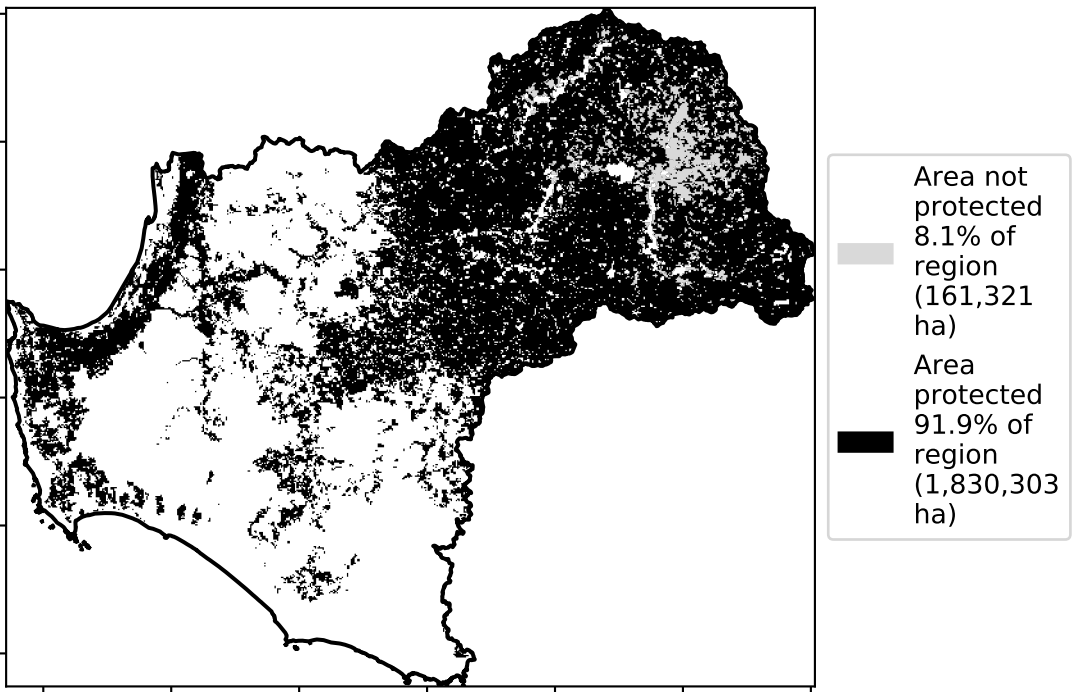 Area not
protected
8.1% of
region
(161,321
ha)
Area
protected
91.9% of
region
(1,830,303
ha)